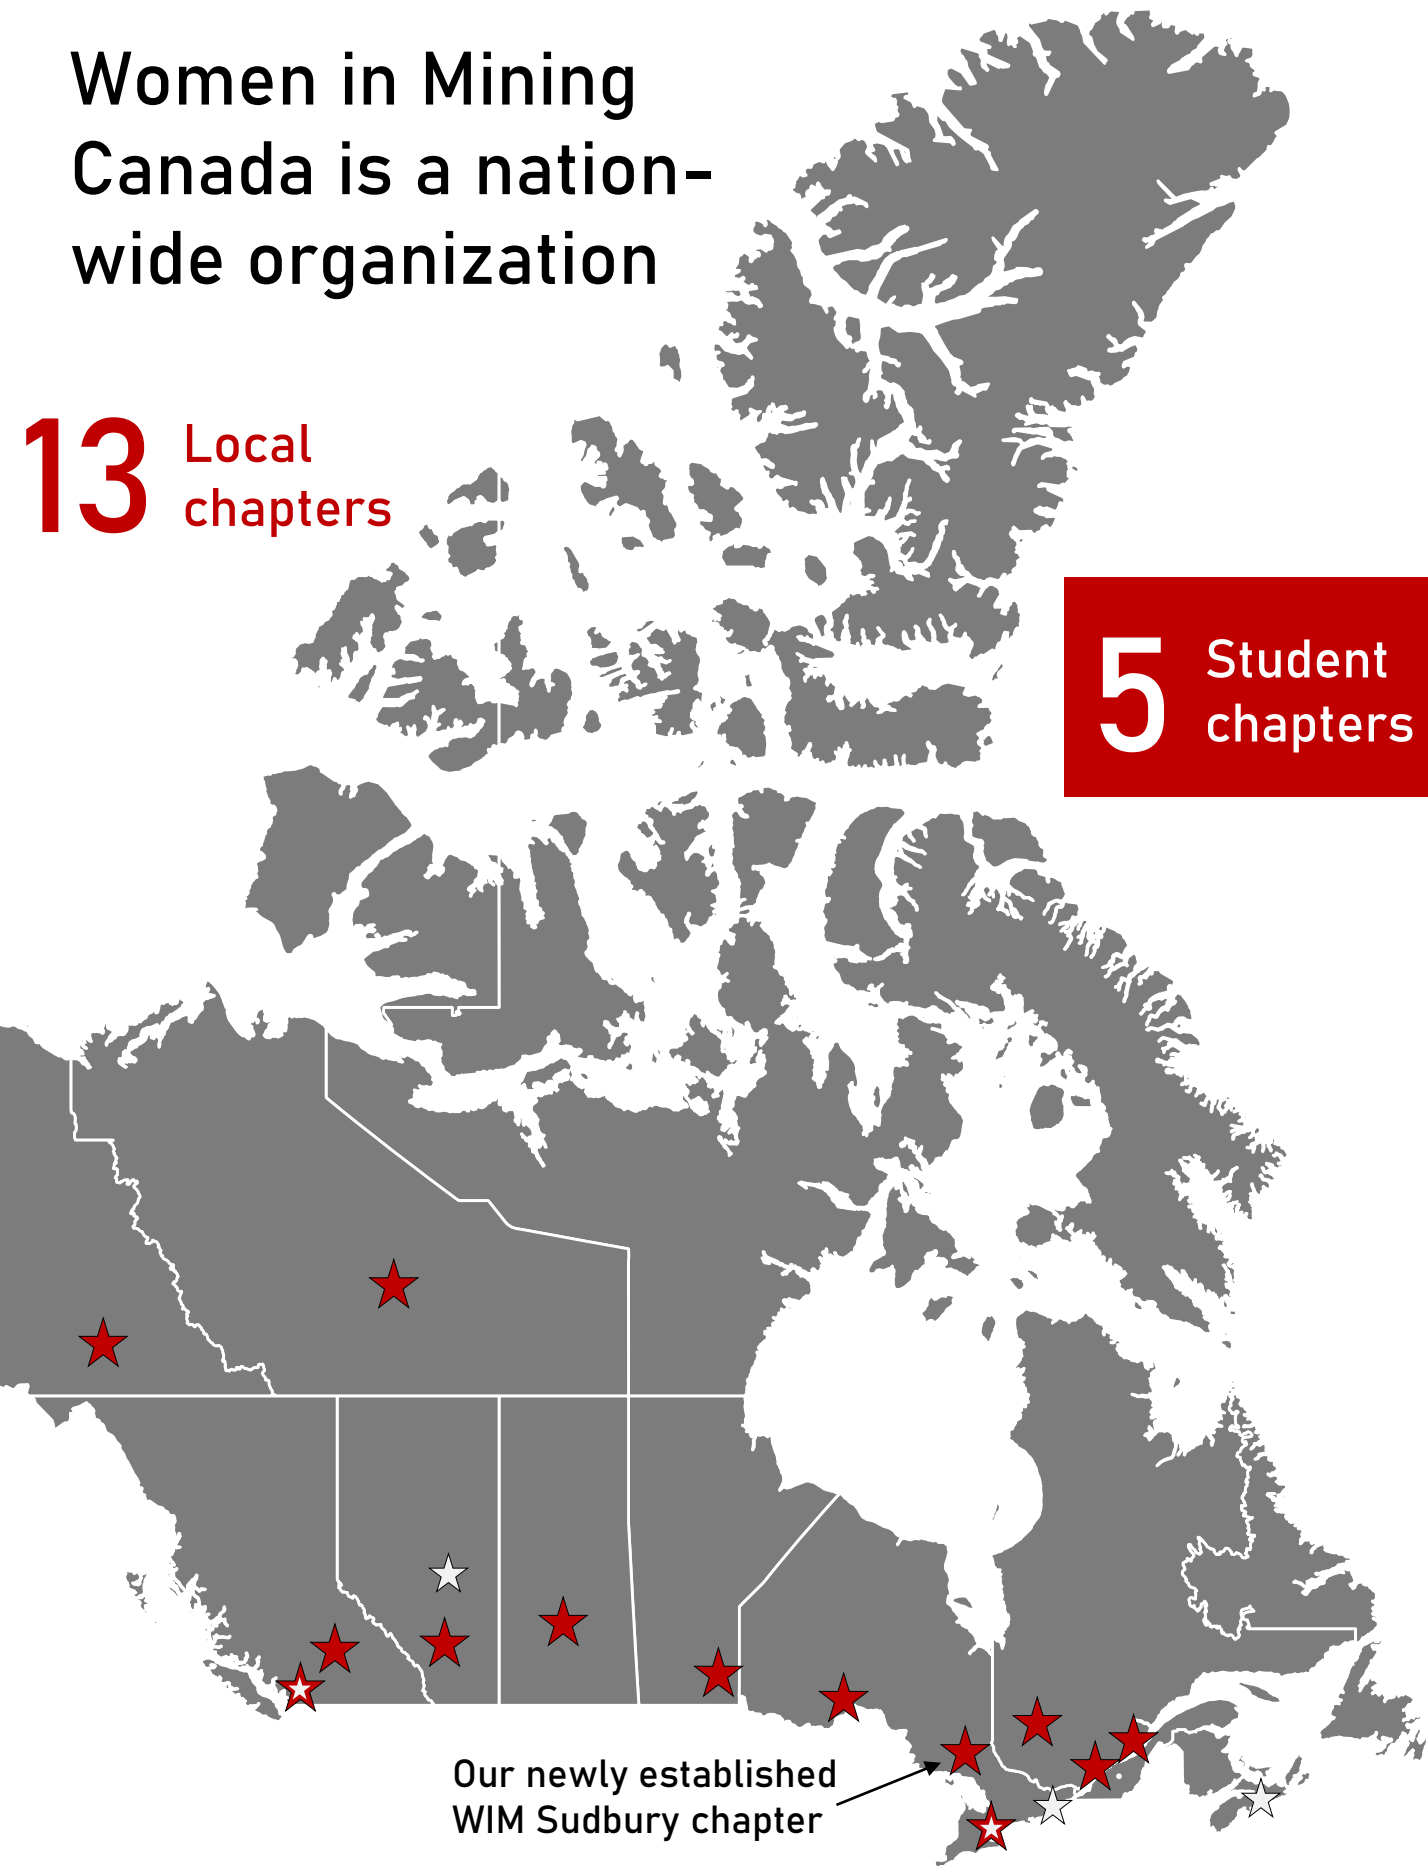 Women in Mining
Canada is a nation-
wide organization
13
Local
chapters
5
Student
chapters
Our newly established
WIM Sudbury chapter